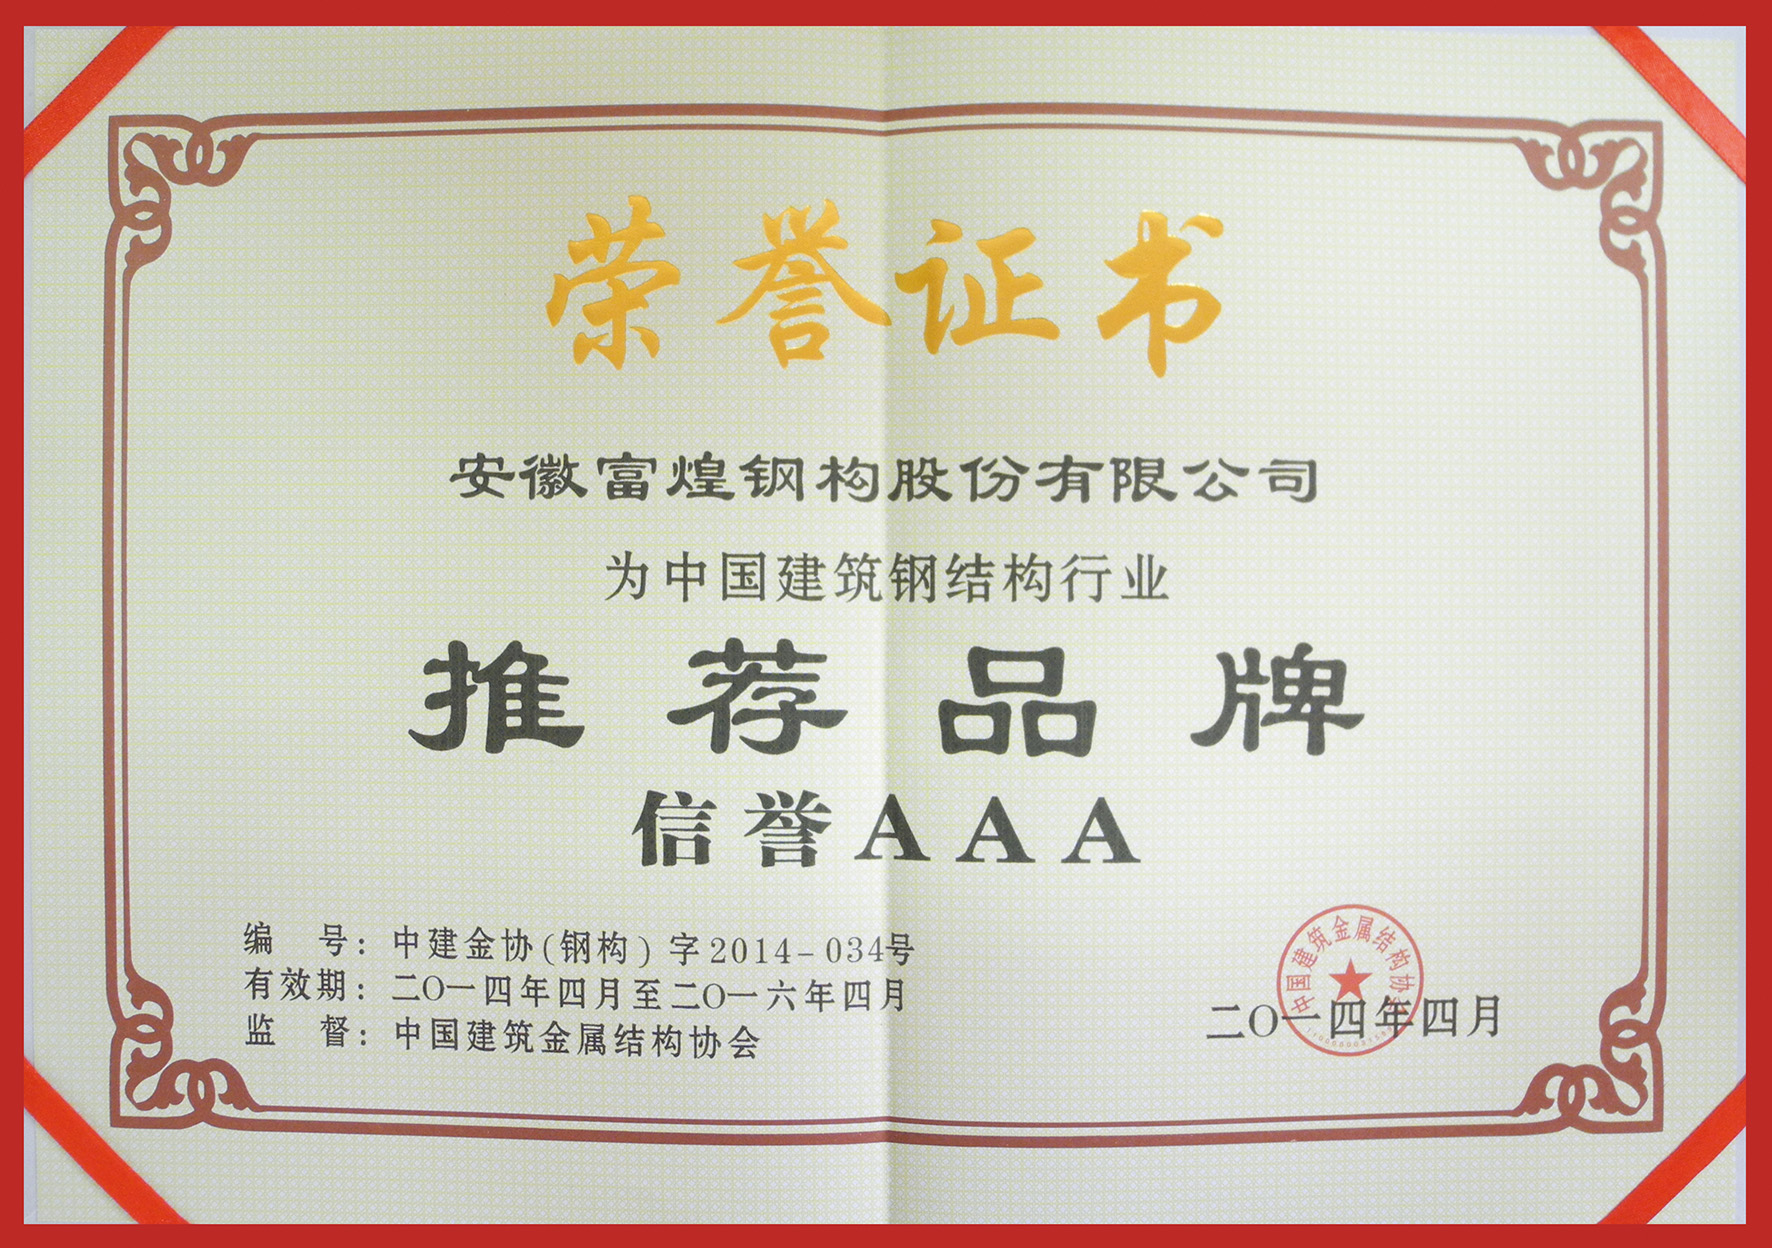 荣誉证书
安徽富煌钢构股份有限公司
为中国建筑钢结构行业
推荐品牌
信誉AAA
编 号：中建金协(钢构)字2014-034号
有效期：二〇一四年四月至二〇一六年四月
监 督：中国建筑金属结构协会
中国建筑金属结构协会
二〇一四年四月